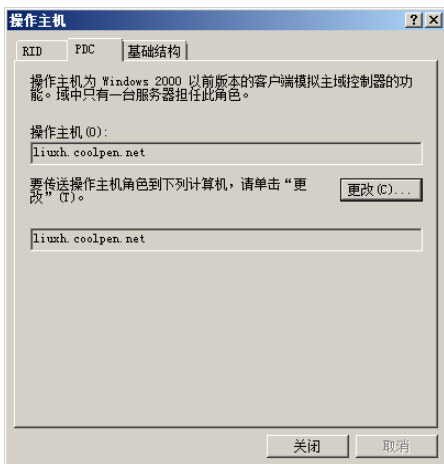 操作主机
RID PDC 基础结构
操作主机为 Windows 2000 以前版本的客户端模拟主域控制器的功
能。域中只有一台服务器担任此角色。
操作主机(O):
liuxh.coolpen.net
要传送操作主机角色到下列计算机，请单击“更
改”(T)。
更改(C)...
liuxh.coolpen.net
关闭 取消